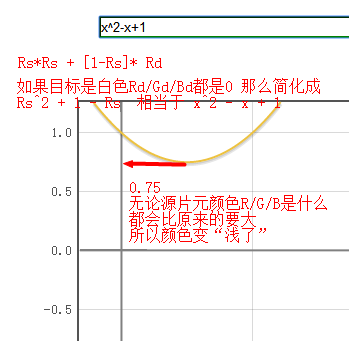 x^2-x+1
Rs*Rs + [1-Rs]* Rd
如果目标是白色Rd/Gd/Bd都是0 那么简化成
Rs^2 + 1 - Rs 相当于 x^2 - x + 1
1.0
0.5
0.75
无论源片元颜色R/G/B是什么
都会比原来的要大
所以颜色变“浅了”
0.0
-0.5